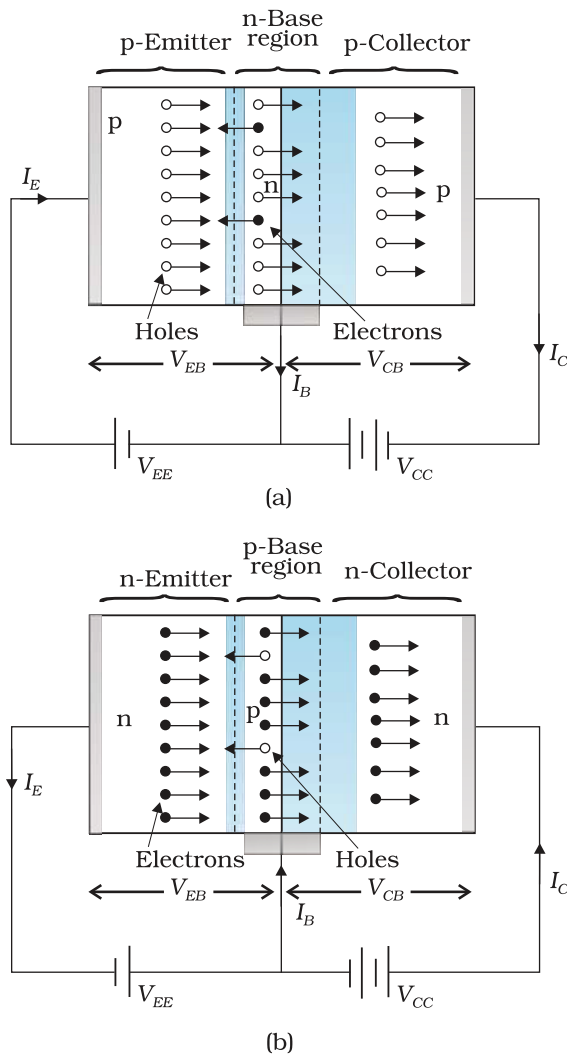 n-Base
p-Emitter region p-Collector
p
n
p
I_E
Holes
Electrons
V_EB
V_CB
I_B
I_C
V_EE
V_CC
(a)
p-Base
n-Emitter region n-Collector
n
p
n
I_E
Electrons
Holes
V_EB
V_CB
I_B
I_C
V_EE
V_CC
(b)